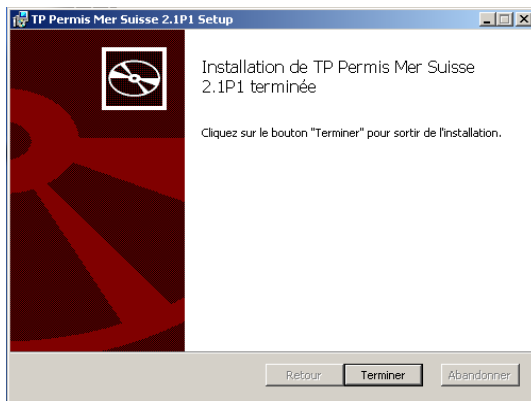 TP Permis Mer Suisse 2.1P1 Setup
Installation de TP Permis Mer Suisse
2.1P1 terminée
Cliquez sur le bouton "Terminer" pour sortir de l'installation.
Retour Terminer Abandonner